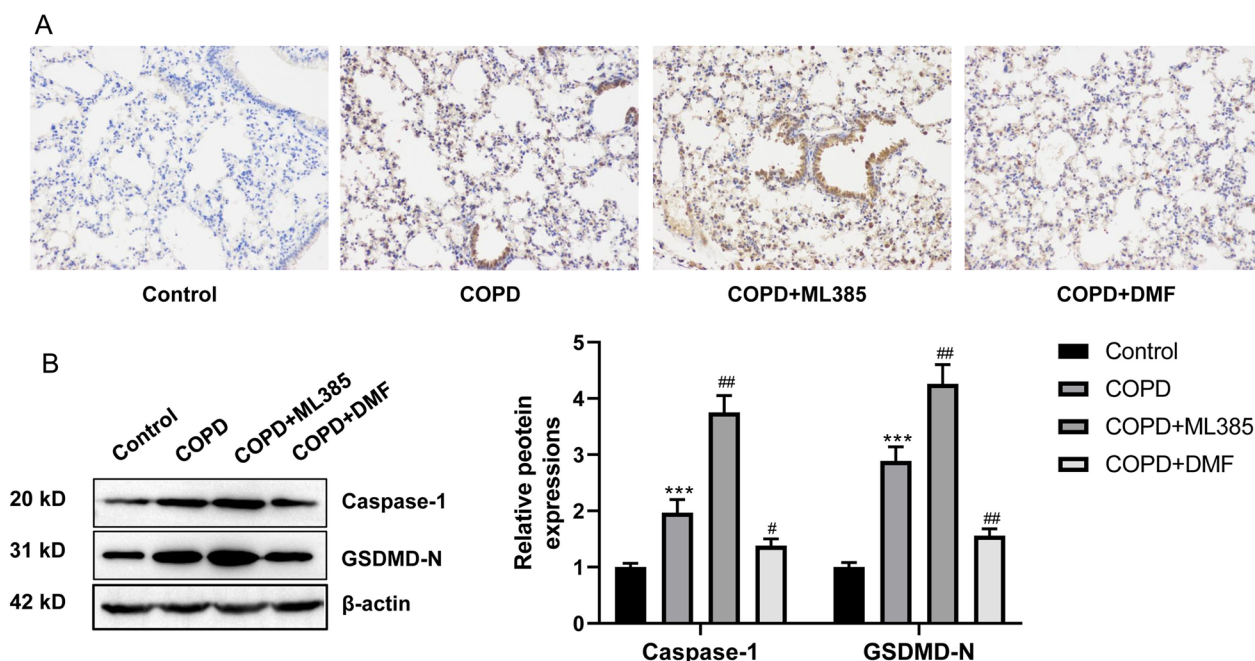 A
Control
COPD
COPD+ML385
COPD+DMF
B
Control
COPD
COPD+ML385
COPD+DMF
20 kD
Caspase-1
31 kD
GSDMD-N
42 kD
β-actin
Relative peotein
expressions
5
4
3
2
1
0
***
##
#
***
##
##
Caspase-1
GSDMD-N
Control
COPD
COPD+ML385
COPD+DMF